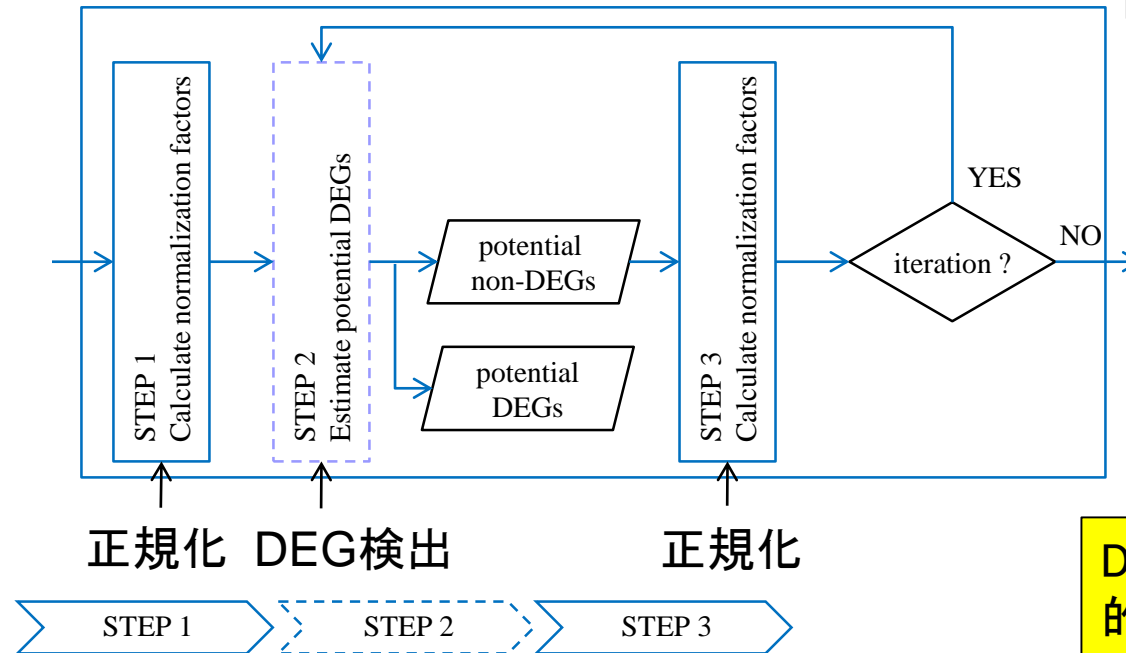 STEP 1
Calculate normalization factors
STEP 2
Estimate potential DEGs
potential
non-DEGs
potential
DEGs
STEP 3
Calculate normalization factors
iteration ?
YES
NO
正規化
DEG検出
正規化
STEP 1
STEP 2
STEP 3
D
的